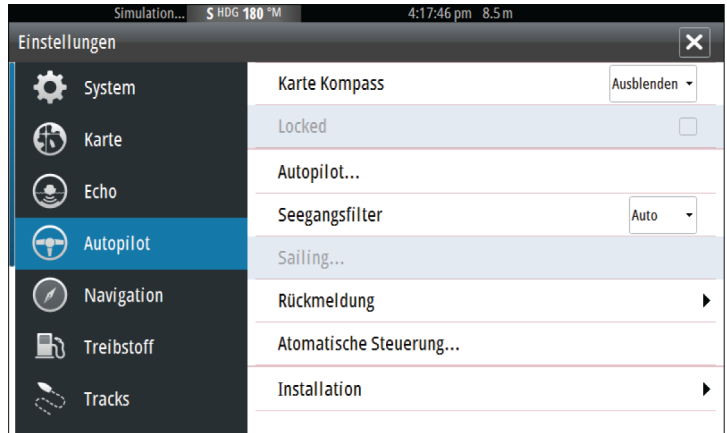 Simulation... S HDG 180 °M 4:17:46 pm 8.5 m
Einstellungen
System
Karte
Echo
Autopilot
Navigation
Treibstoff
Tracks
Karte Kompass Ausblenden
Locked
Autopilot...
Seegangsfilter Auto
Sailing...
Rückmeldung
Atomatische Steuerung...
Installation